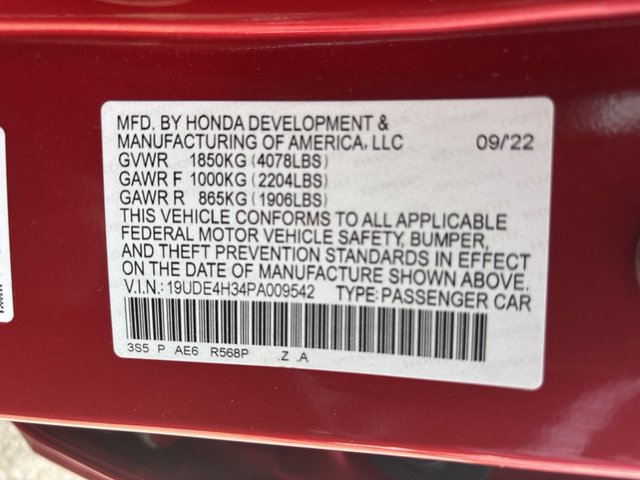 MFD. BY HONDA DEVELOPMENT &
MANUFACTURING OF AMERICA, LLC 09/22
GVWR 1850KG (4078LBS)
GAWR F 1000KG (2204LBS)
GAWR R 865KG (1906LBS)
THIS VEHICLE CONFORMS TO ALL APPLICABLE
FEDERAL MOTOR VEHICLE SAFETY, BUMPER,
AND THEFT PREVENTION STANDARDS IN EFFECT
ON THE DATE OF MANUFACTURE SHOWN ABOVE.
V.I.N.: 19UDE4H34PA009542 TYPE: PASSENGER CAR
3S5 P AE6 R568P .Z .A